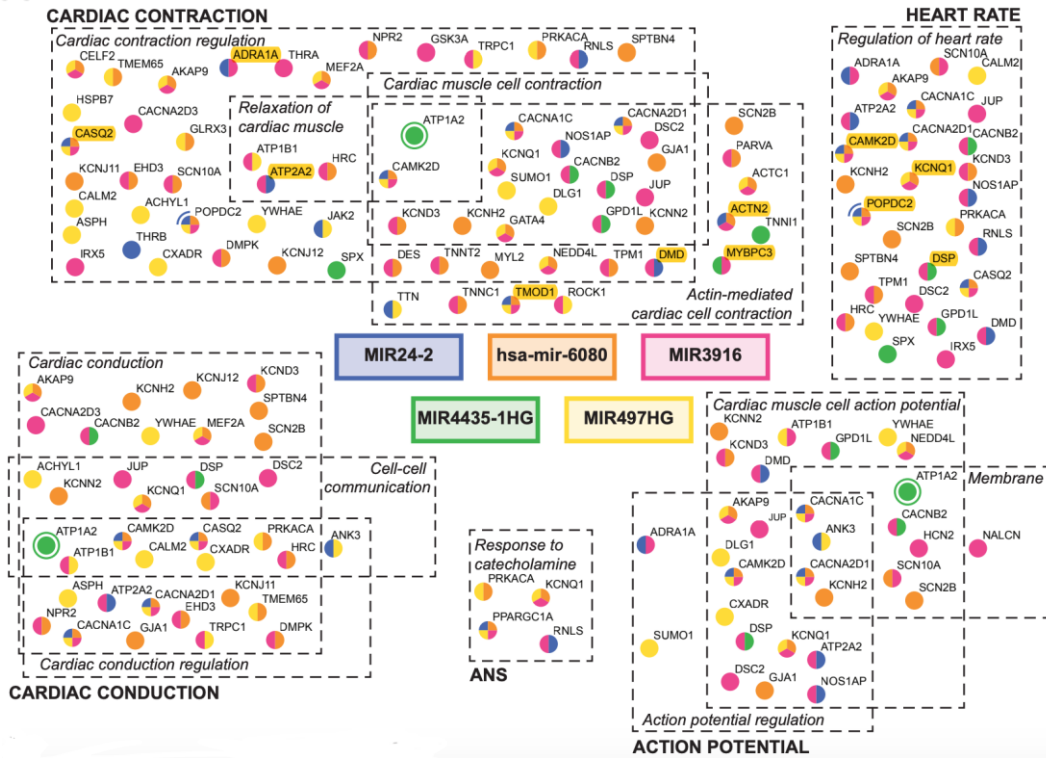 CARDIAC CONTRACTION
Cardiac contraction regulation
CELF2
TMEM65
AKAP9
ADRA1A
THRA
MEF2A
NPR2
GSK3A
TRPC1
PRKACA
RNLS
SPTBN4
HSPB7
CACNA2D3
CASQ2
GLRX3
KCNJ11
EHD3
SCN10A
CALM2
ACHYL1
POPDC2
YWHAE
JAK2
ASPH
THRB
CXADR
DMPK
KCNJ12
IRX5
SPX
Relaxation of
cardiac muscle
ATP1B1
ATP2A2
HRC
Cardiac muscle cell contraction
ATP1A2
CAMK2D
CACNA1C
NOS1AP
CACNA2D1
DSC2
KCNQ1
CACNB2
GJA1
SUMO1
DSP
DLG1
JUP
KCND3
KCNH2
GATA4
GPD1L
KCNN2
DES
TNNT2
MYL2
NEDD4L
TPM1
DMD
TTN
TNNC1
TMOD1
ROCK1
SCN2B
PARVA
ACTC1
ACTN2
TNNI1
MYBPC3
Actin-mediated
cardiac cell contraction
HEART RATE
Regulation of heart rate
SCN10A
ADRA1A
CALM2
AKAP9
ATP2A2
CACNA1C
JUP
CAMK2D
CACNA2D1
CACNB2
KCNH2
KCNQ1
KCND3
NOS1AP
POPDC2
PRKACA
SCN2B
RNLS
SPTBN4
DSP
CASQ2
TPM1
DSC2
HRC
YWHAE
GPD1L
DMD
SPX
IRX5
MIR24-2
hsa-mir-6080
MIR3916
MIR4435-1HG
MIR497HG
Cardiac conduction
AKAP9
KCNH2
KCNJ12
KCND3
CACNA2D3
CACNB2
YWHAE
MEF2A
SPTBN4
SCN2B
ACHYL1
JUP
DSP
DSC2
Cell-cell
communication
KCNN2
KCNQ1
SCN10A
ATP1A2
CAMK2D
CASQ2
PRKACA
ANK3
ATP1B1
CALM2
CXADR
HRC
ASPH
ATP2A2
CACNA2D1
KCNJ11
NPR2
EHD3
TMEM65
CACNA1C
GJA1
TRPC1
DMPK
Cardiac conduction regulation
CARDIAC CONDUCTION
Response to
catecholamine
PRKACA
KCNQ1
PPARGC1A
RNLS
ANS
Cardiac muscle cell action potential
KCNN2
ATP1B1
YWHAE
KCND3
GPD1L
NEDD4L
DMD
Membrane
ATP1A2
AKAP9
CACNA1C
CACNB2
ADRA1A
JUP
ANK3
HCN2
NALCN
DLG1
CAMK2D
CACNA2D1
SCN10A
KCNH2
SCN2B
CXADR
SUMO1
DSP
KCNQ1
ATP2A2
DSC2
GJA1
NOS1AP
Action potential regulation
ACTION POTENTIAL